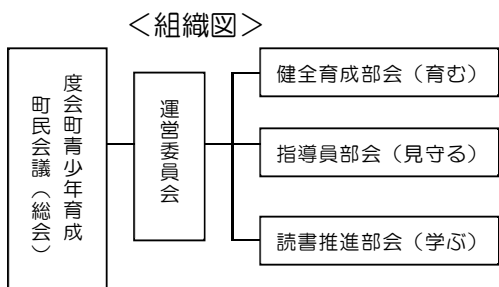 ＜組織図＞
度会町青少年育成
町民会議（総会）
運営委員会
健全育成部会（育む）
指導員部会（見守る）
読書推進部会（学ぶ）